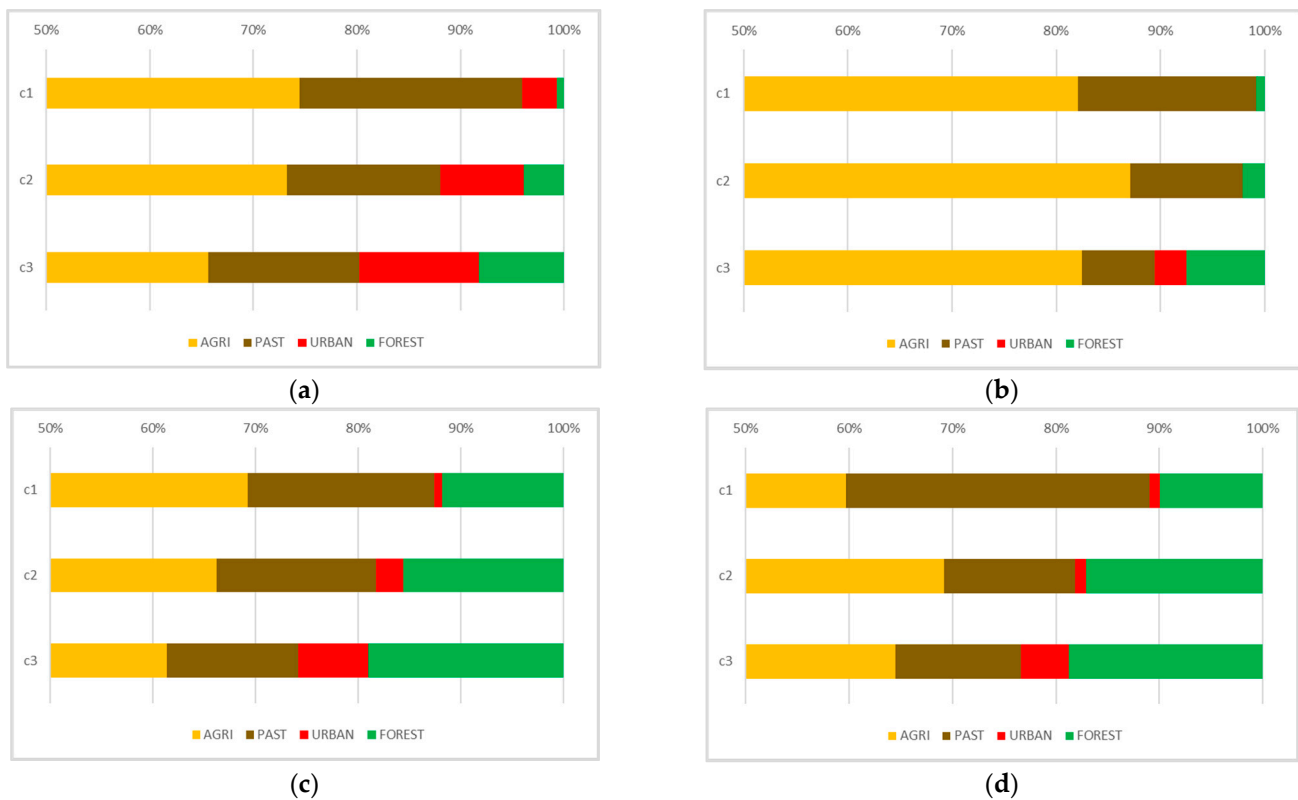 50% 60% 70% 80% 90% 100%
c1
c2
c3
AGRI PAST URBAN FOREST
(a)
50% 60% 70% 80% 90% 100%
c1
c2
c3
AGRI PAST URBAN FOREST
(b)
50% 60% 70% 80% 90% 100%
c1
c2
c3
AGRI PAST URBAN FOREST
(c)
50% 60% 70% 80% 90% 100%
c1
c2
c3
AGRI PAST URBAN FOREST
(d)